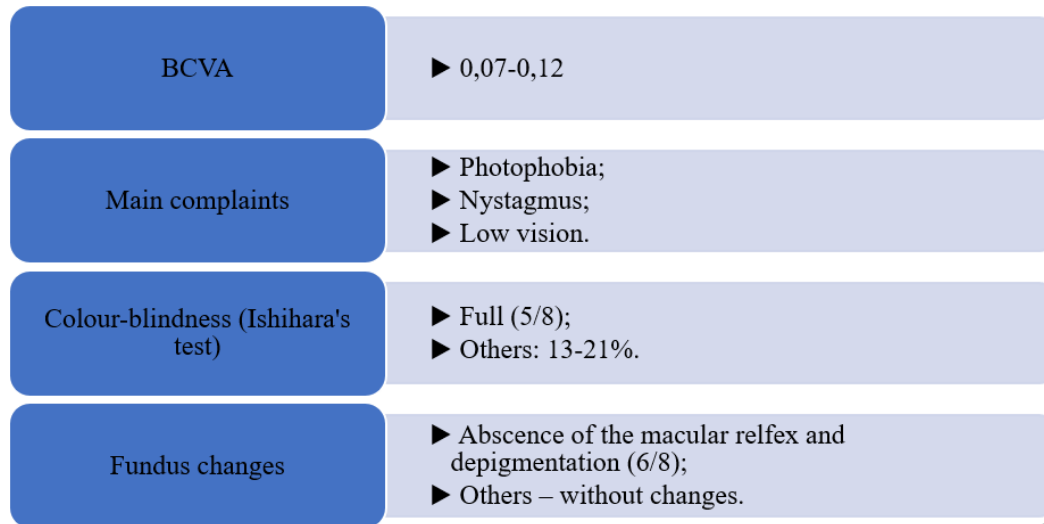 BCVA
▶ 0,07-0,12
Main complaints
▶ Photophobia;
▶ Nystagmus;
▶ Low vision.
Colour-blindness (Ishihara's
test)
▶ Full (5/8);
▶ Others: 13-21%.
Fundus changes
▶ Abscence of the macular relfex and
depigmentation (6/8);
▶ Others – without changes.